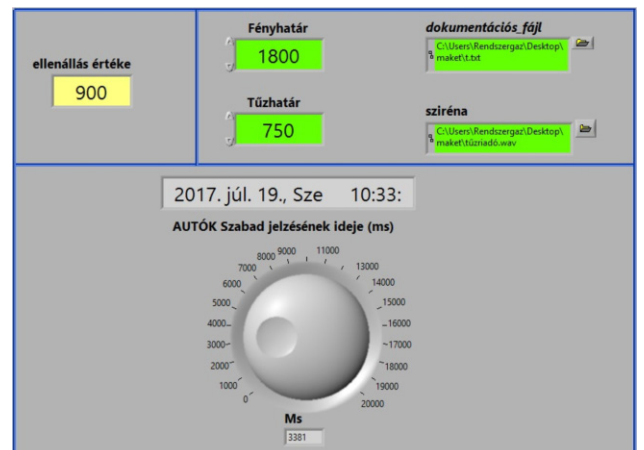 ellenállás értéke
900
Fényhatár
1800
Tűzhatár
750
dokumentációs_fájl
C:\Users\Rendszergaz\Desktop\
maket\t.txt
sziréna
C:\Users\Rendszergaz\Desktop\
maket\tűzriadó.wav
2017. júl. 19., Sze 10:33:
AUTÓK Szabad jelzésének ideje (ms)
0
1000
2000
3000
4000
5000
6000
7000
8000
9000
11000
13000
14000
15000
16000
17000
18000
19000
20000
Ms
3381